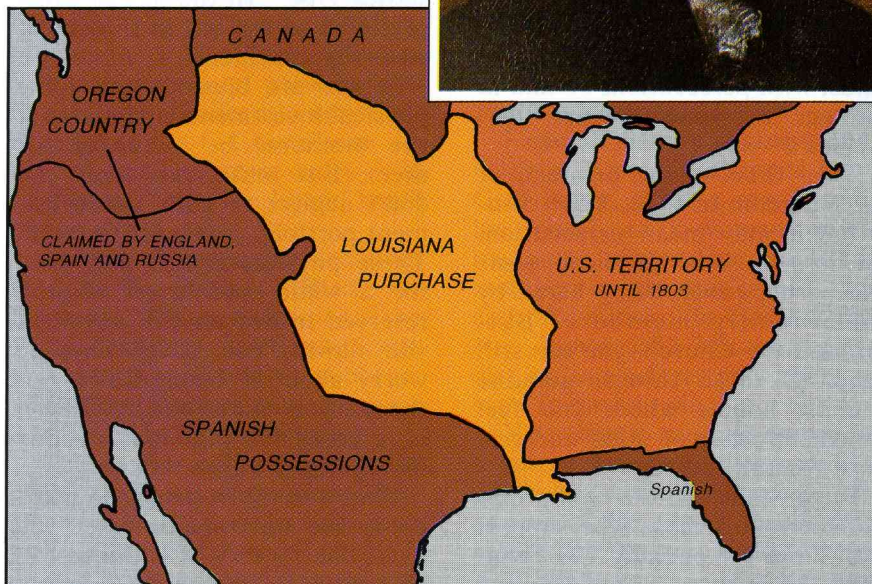 CANADA
OREGON
COUNTRY
CLAIMED BY ENGLAND,
SPAIN AND RUSSIA
LOUISIANA
PURCHASE
U.S. TERRITORY
UNTIL 1803
SPANISH
POSSESSIONS
Spanish